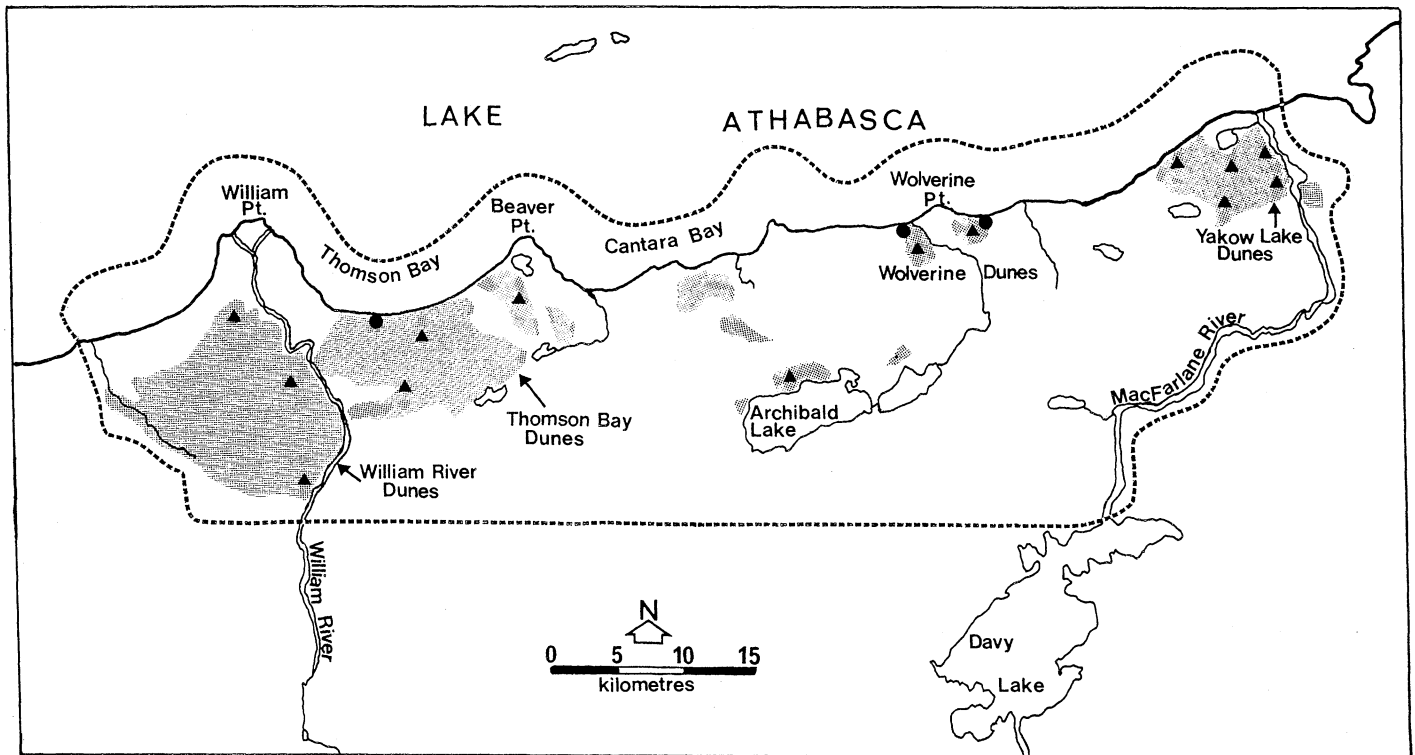 LAKE ATHABASCA
William
Pt.
Beaver
Pt.
Wolverine
Pt.
Thomson Bay
Cantara Bay
Wolverine Dunes
Yakow Lake
Dunes
MacFarlane River
Thomson Bay
Dunes
Archibald
Lake
William River
Dunes
William River
N
0 5 10 15
kilometres
Davy
Lake